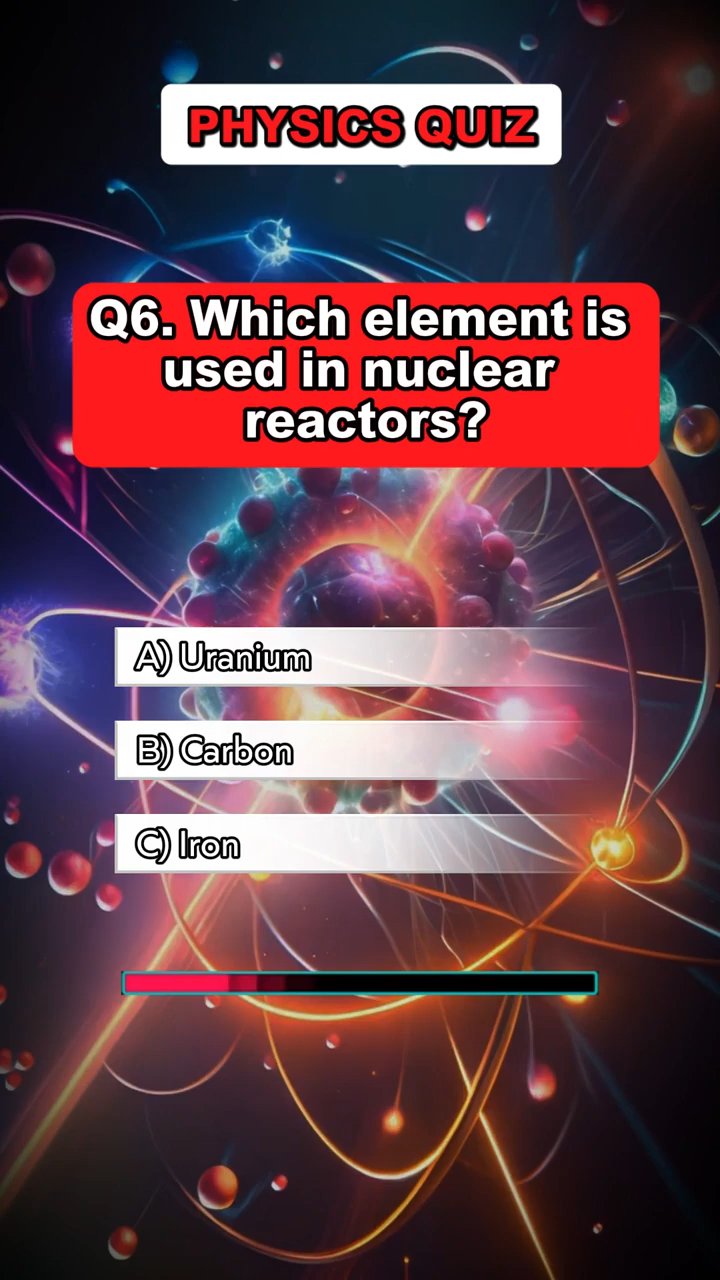 PHYSICS QUIZ
Q6. Which element is
used in nuclear
reactors?
A) Uranium
B) Carbon
C) Iron